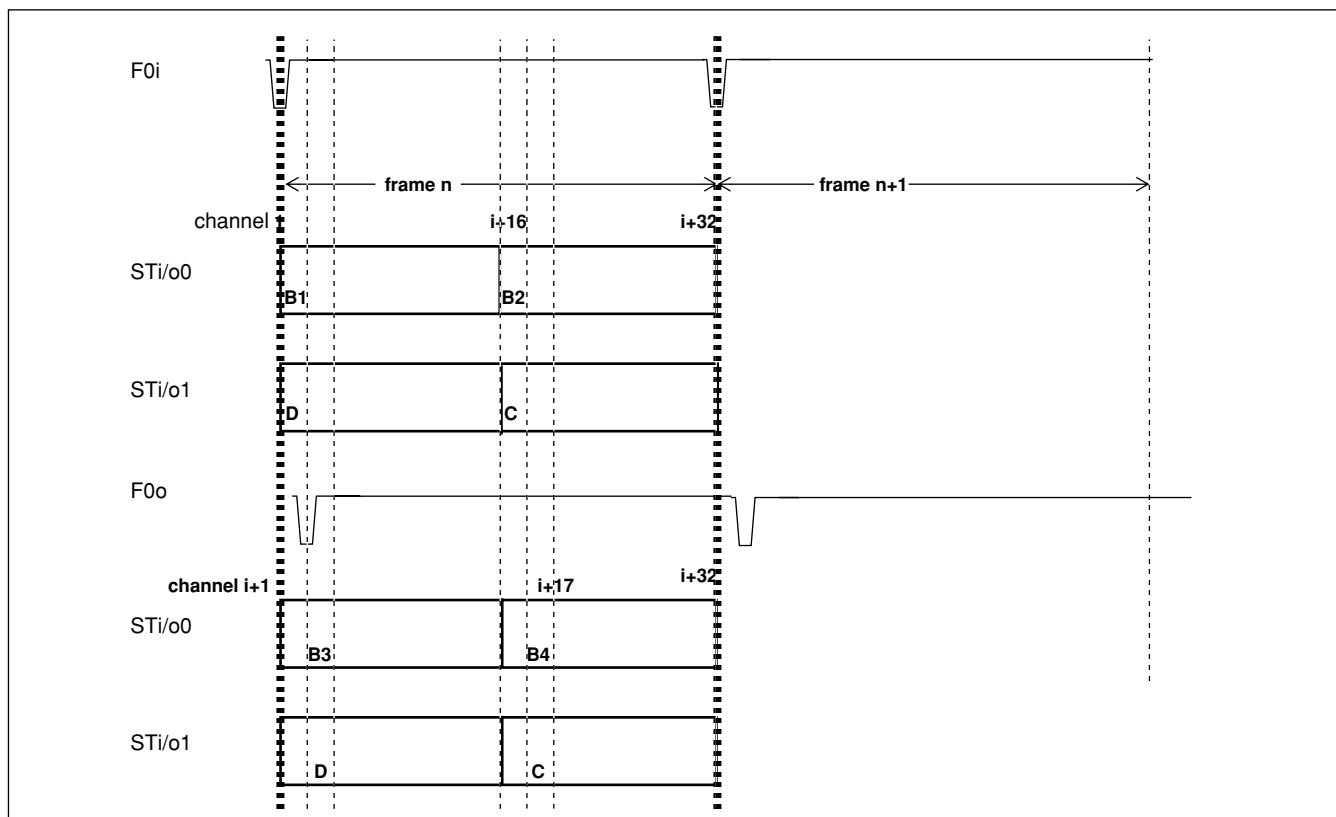 F0i
frame n
frame n+1
channel i
i+16
i+32
STi/o0
B1
B2
STi/o1
D
C
F0o
channel i+1
i+17
i+32
STi/o0
B3
B4
STi/o1
D
C